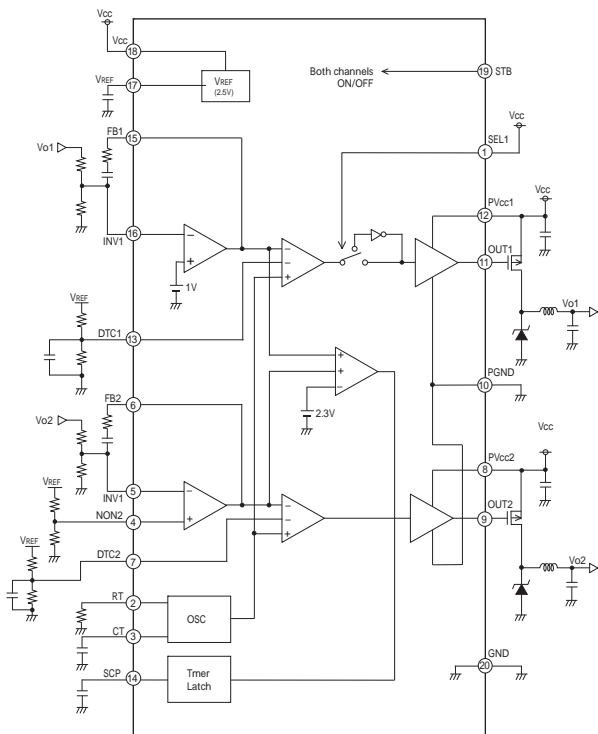 Vcc
Vcc
18
VREF
17
VREF
(2.5V)
Both channels
ON/OFF
19
STB
Vcc
SEL1
1
FB1
15
Vo1
16
INV1
−
+
1V
−
−
+
PVcc1
12
Vcc
OUT1
11
Vo1
VREF
DTC1
13
+
+
−
2.3V
PGND
10
FB2
6
Vo2
5
INV1
NON2
4
−
+
−
−
+
Vcc
PVcc2
8
OUT2
9
Vo2
VREF
VREF
DTC2
7
RT
2
CT
3
OSC
SCP
14
Tmer
Latch
GND
20